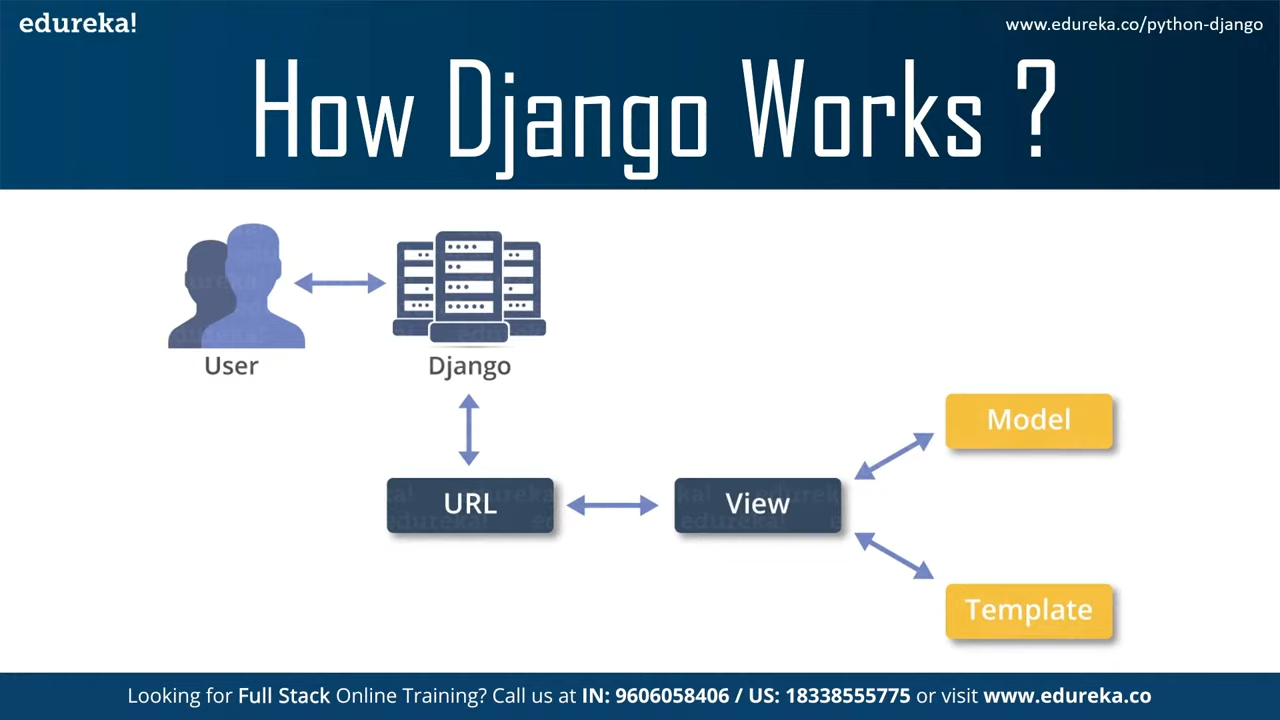 edureka!
www.edureka.co/python-django
How Django Works ?
User
Django
Model
URL
View
Template
Looking for Full Stack Online Training? Call us at IN: 9606058406 / US: 18338555775 or visit www.edureka.co